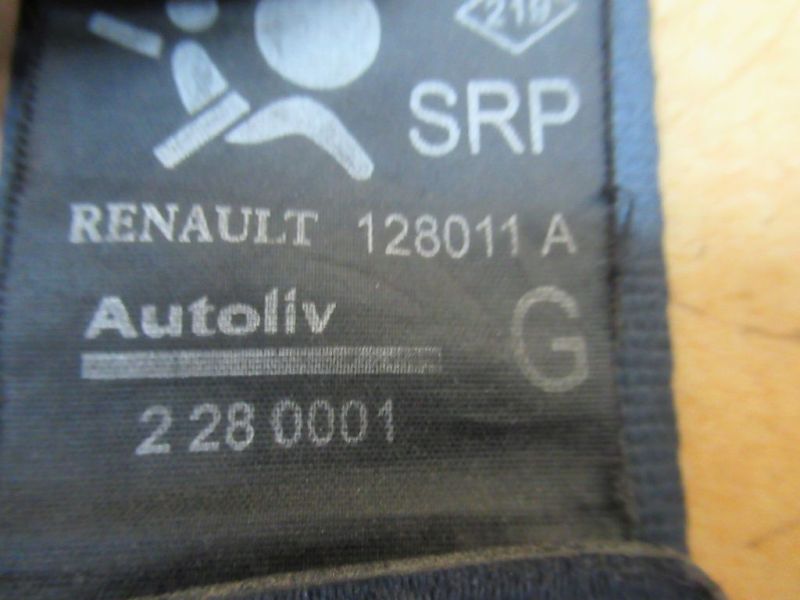 219
SRP
RENAULT 128011 A
Autoliv
G
2 28 0001